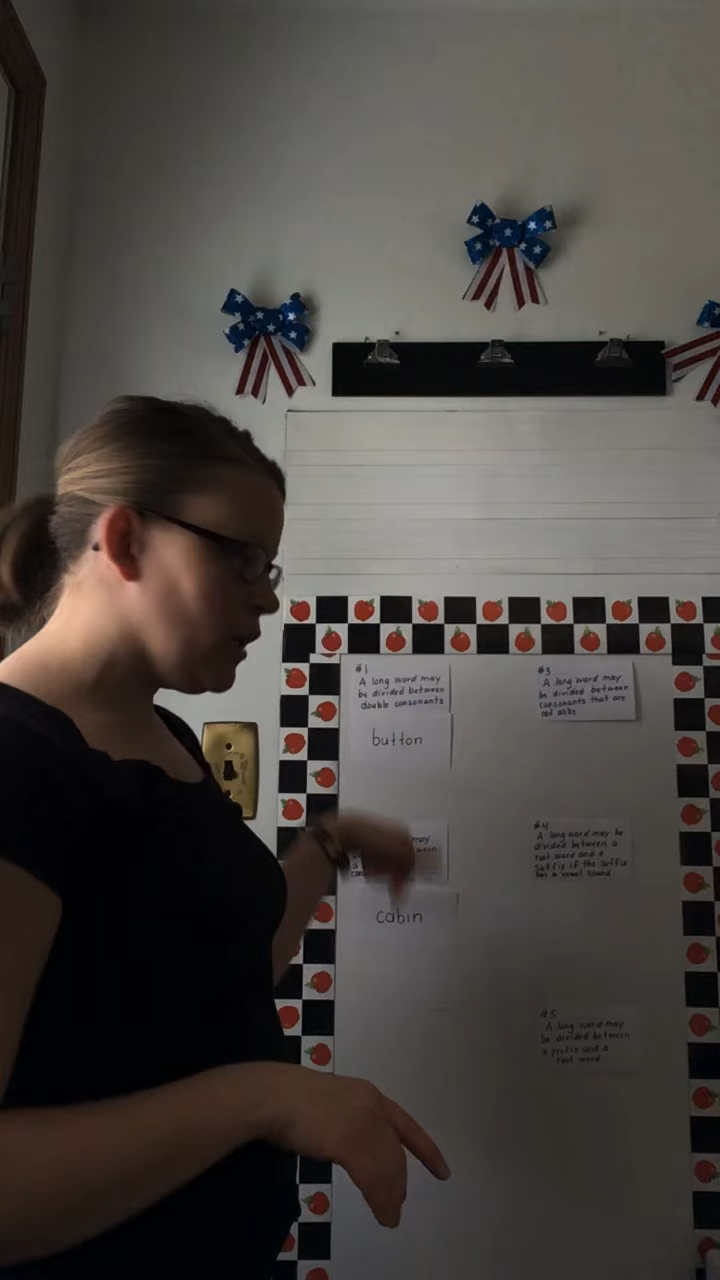 #1
A long word may
be divided between
double consonants
button
may
con
cabin
#3
A long word may
be divided between
consonants that are
not alike
#4
A long word may be
divided between a
root word and a
suffix if the suffix
has a vowel sound
#5
A long word may
be divided between
a prefix and a
root word